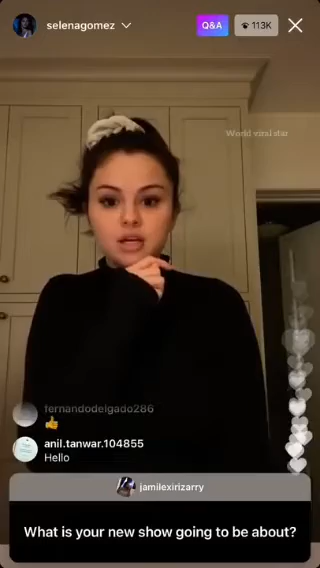 selenagomez
Q&A
113K
World viral star
fernandodelgado286
👍
anil.tanwar.104855
Hello
jamilexirizarry
What is your new show going to be about?